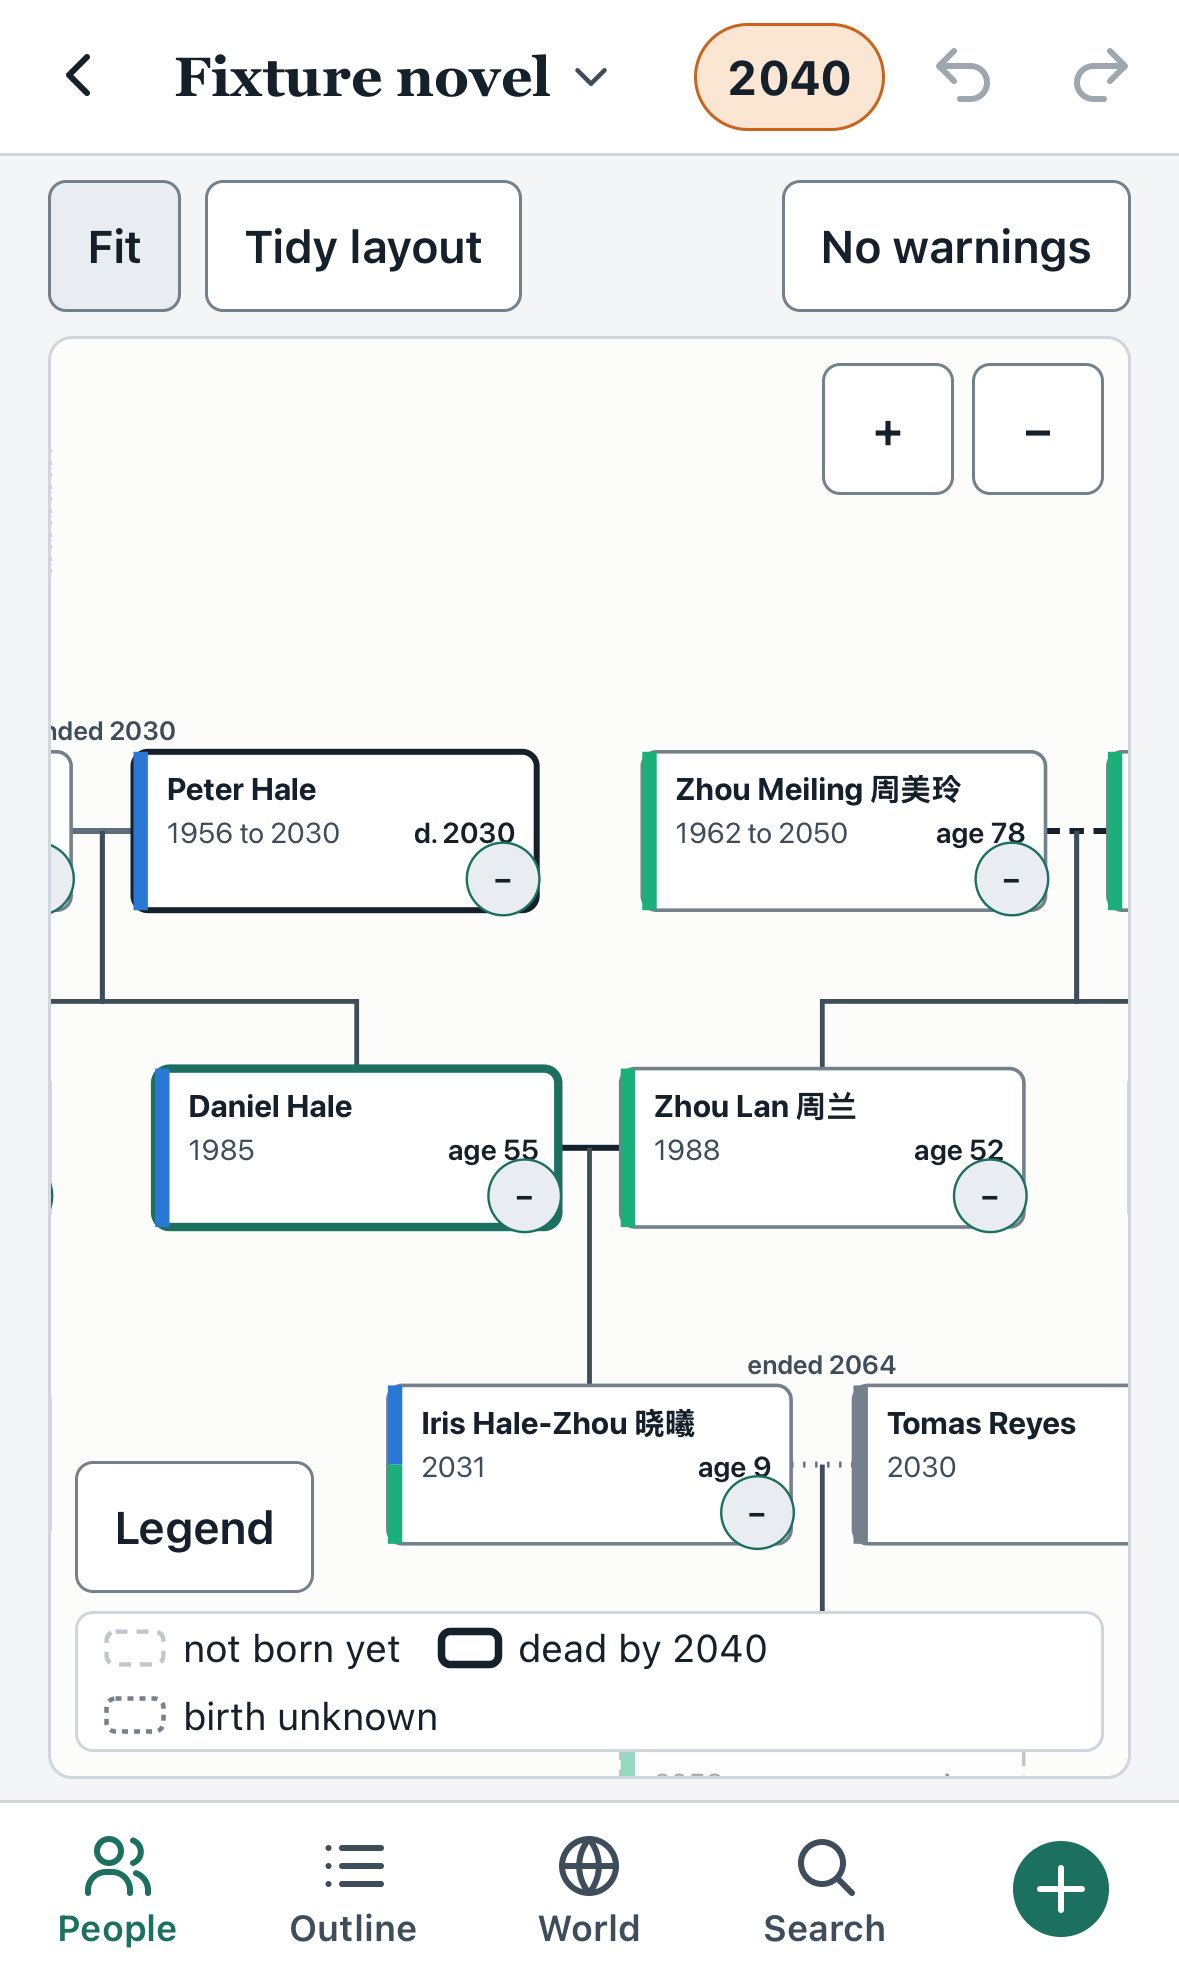 Fixture novel
2040
Fit
Tidy layout
No warnings
+
−
nded 2030
Peter Hale
1956 to 2030
d. 2030
−
Zhou Meiling 周美玲
1962 to 2050
age 78
−
Daniel Hale
1985
age 55
−
Zhou Lan 周兰
1988
age 52
−
ended 2064
Iris Hale-Zhou 晓曦
2031
age 9
−
Tomas Reyes
2030
Legend
not born yet
dead by 2040
birth unknown
People
Outline
World
Search